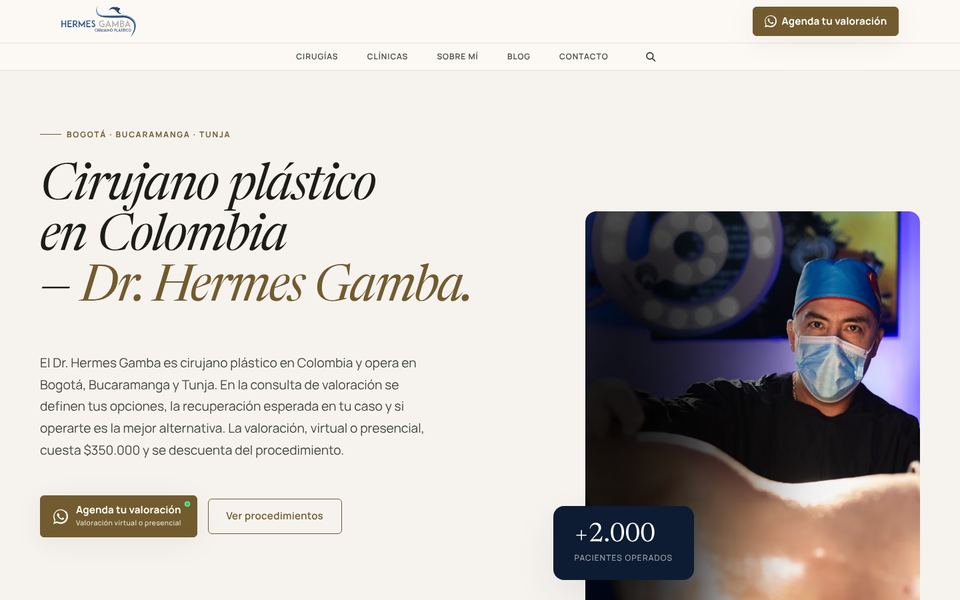 HERMES GAMBA
CIRUJANO PLÁSTICO
Agenda tu valoración
CIRUGÍAS
CLÍNICAS
SOBRE MÍ
BLOG
CONTACTO
BOGOTÁ · BUCARAMANGA · TUNJA
Cirujano plástico
en Colombia
— Dr. Hermes Gamba.
El Dr. Hermes Gamba es cirujano plástico en Colombia y opera en
Bogotá, Bucaramanga y Tunja. En la consulta de valoración se
definen tus opciones, la recuperación esperada en tu caso y si
operarte es la mejor alternativa. La valoración, virtual o presencial,
cuesta $350.000 y se descuenta del procedimiento.
Agenda tu valoración
Valoración virtual o presencial
Ver procedimientos
+2.000
PACIENTES OPERADOS